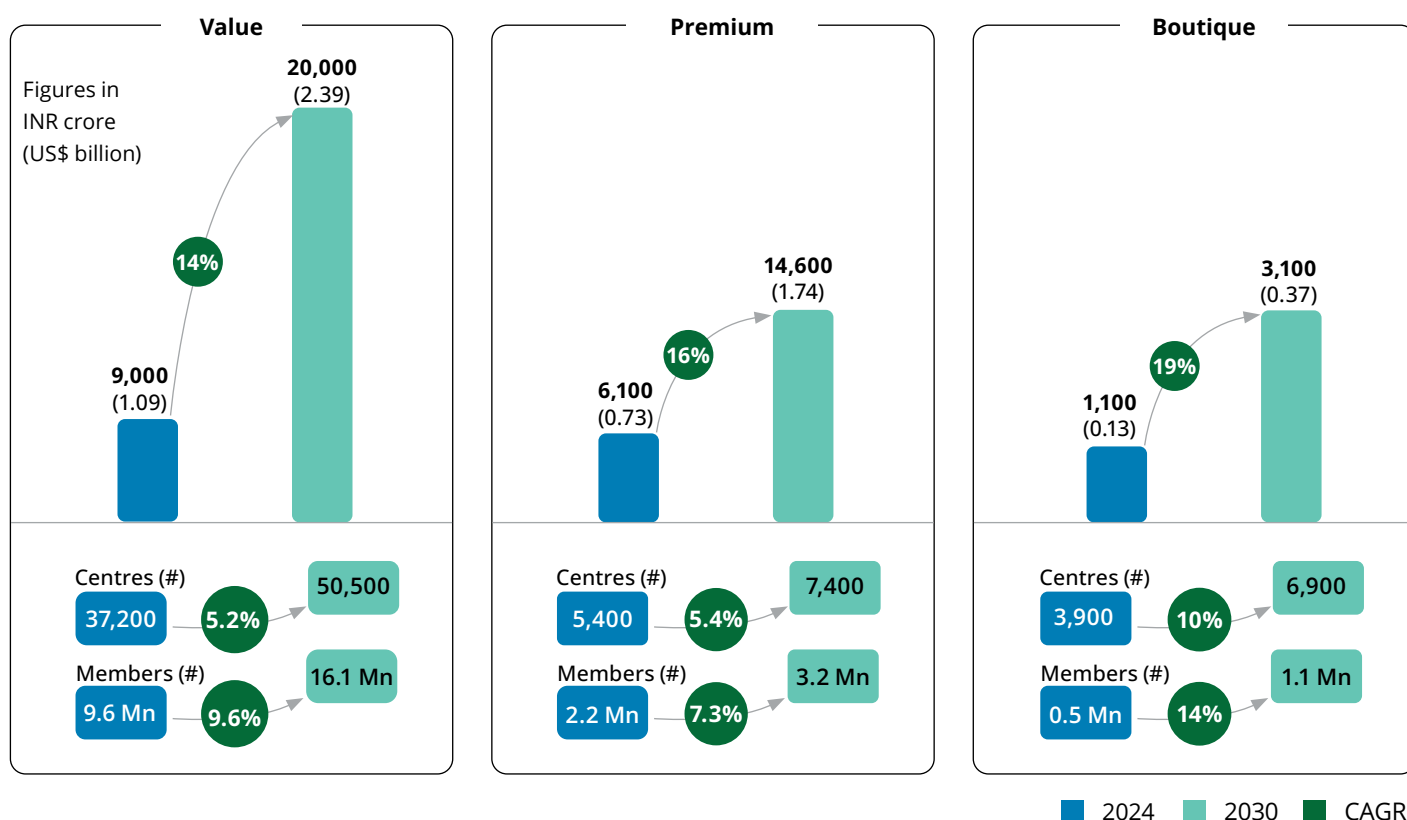 Value
Figures in
INR crore
(US$ billion)
20,000
(2.39)
14%
9,000
(1.09)
Centres (#)
37,200
5.2%
50,500
Members (#)
9.6 Mn
9.6%
16.1 Mn
Premium
14,600
(1.74)
16%
6,100
(0.73)
Centres (#)
5,400
5.4%
7,400
Members (#)
2.2 Mn
7.3%
3.2 Mn
Boutique
3,100
(0.37)
19%
1,100
(0.13)
Centres (#)
3,900
10%
6,900
Members (#)
0.5 Mn
14%
1.1 Mn
2024 2030 CAGR